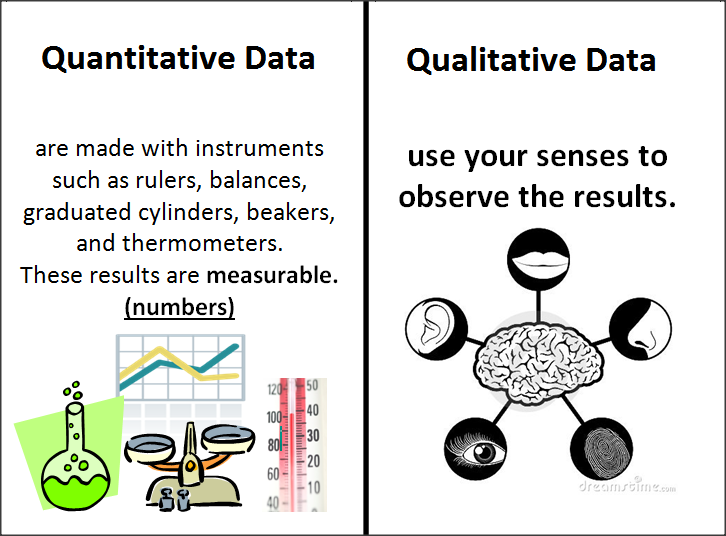 Quantitative Data
are made with instruments
such as rulers, balances,
graduated cylinders, beakers,
and thermometers.
These results are measurable.
(numbers)
120 50
100 40
80 30
60 20
40 10
0
Qualitative Data
use your senses to
observe the results.
dreamstime.com